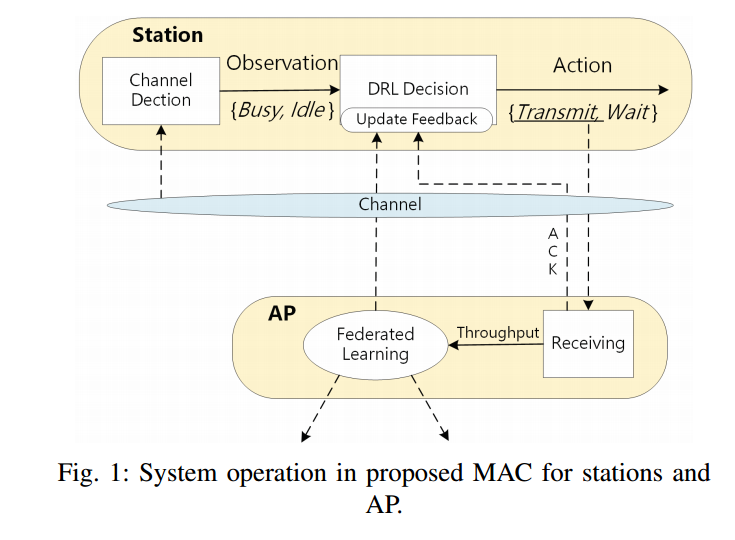 Station
Channel
Dection
Observation
{Busy, Idle}
DRL Decision
Update Feedback
Action
{Transmit, Wait}
Channel
A
C
K
AP
Federated
Learning
Throughput
Receiving
Fig. 1: System operation in proposed MAC for stations and
AP.